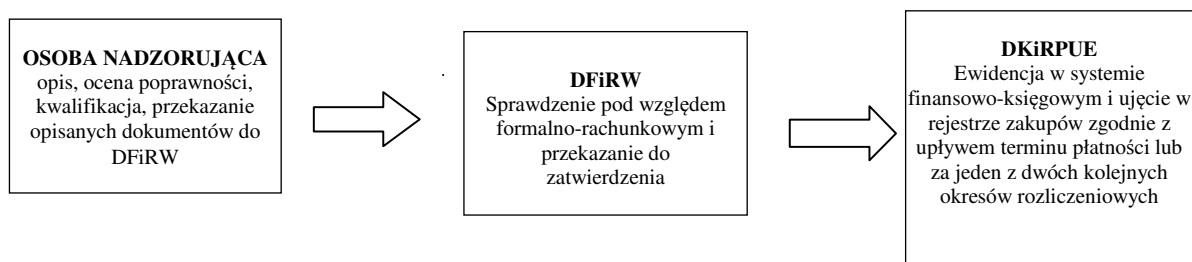 OSOBA NADZORUJĄCA
opis, ocena poprawności,
kwalifikacja, przekazanie
opisanych dokumentów do
DFiRW
DFiRW
Sprawdzenie pod względem
formalno-rachunkowym i
przekazanie do
zatwierdzenia
DKiRPUE
Ewidencja w systemie
finansowo-księgowym i ujęcie w
rejestrze zakupów zgodnie z
upływem terminu płatności lub
za jeden z dwóch kolejnych
okresów rozliczeniowych